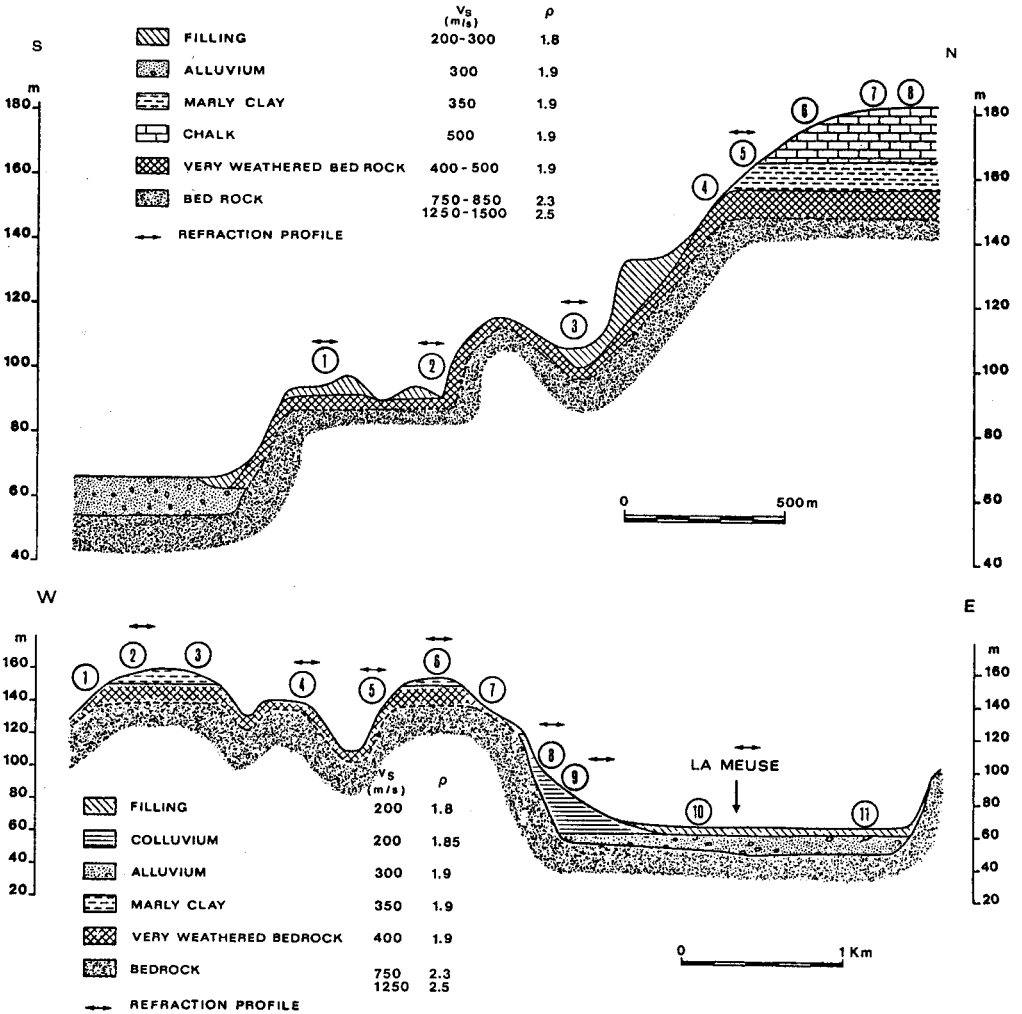 Vs ρ
(m/s)
FILLING 200-300 1.8
S N
ALLUVIUM 300 1.9
m m
MARLY CLAY 350 1.9
180 180
CHALK 500 1.9
VERY WEATHERED BED ROCK 400-500 1.9
160 160
BED ROCK 750-850 2.3
1250-1500 2.5
REFRACTION PROFILE
140 140
120 120
100 100
80 80
60 60
40 40
1 2 3 4 5 6 7 8
0 500m
W E
m m
160 160
140 140
120 120
100 100
80 80
60 60
40 40
20 20
1 2 3 4 5 6 7 8 9 10 11
LA MEUSE
Vs ρ
(m/s)
FILLING 200 1.8
COLLUVIUM 200 1.85
ALLUVIUM 300 1.9
MARLY CLAY 350 1.9
VERY WEATHERED BEDROCK 400 1.9
BEDROCK 750 2.3
1250 2.5
REFRACTION PROFILE
0 1 Km